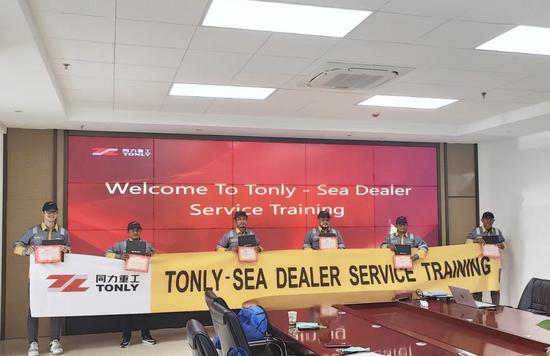 同力重工
TONLY
Welcome To Tonly - Sea Dealer
Service Training
同力重工
TONLY
TONLY-SEA DEALER SERVICE TRAINING